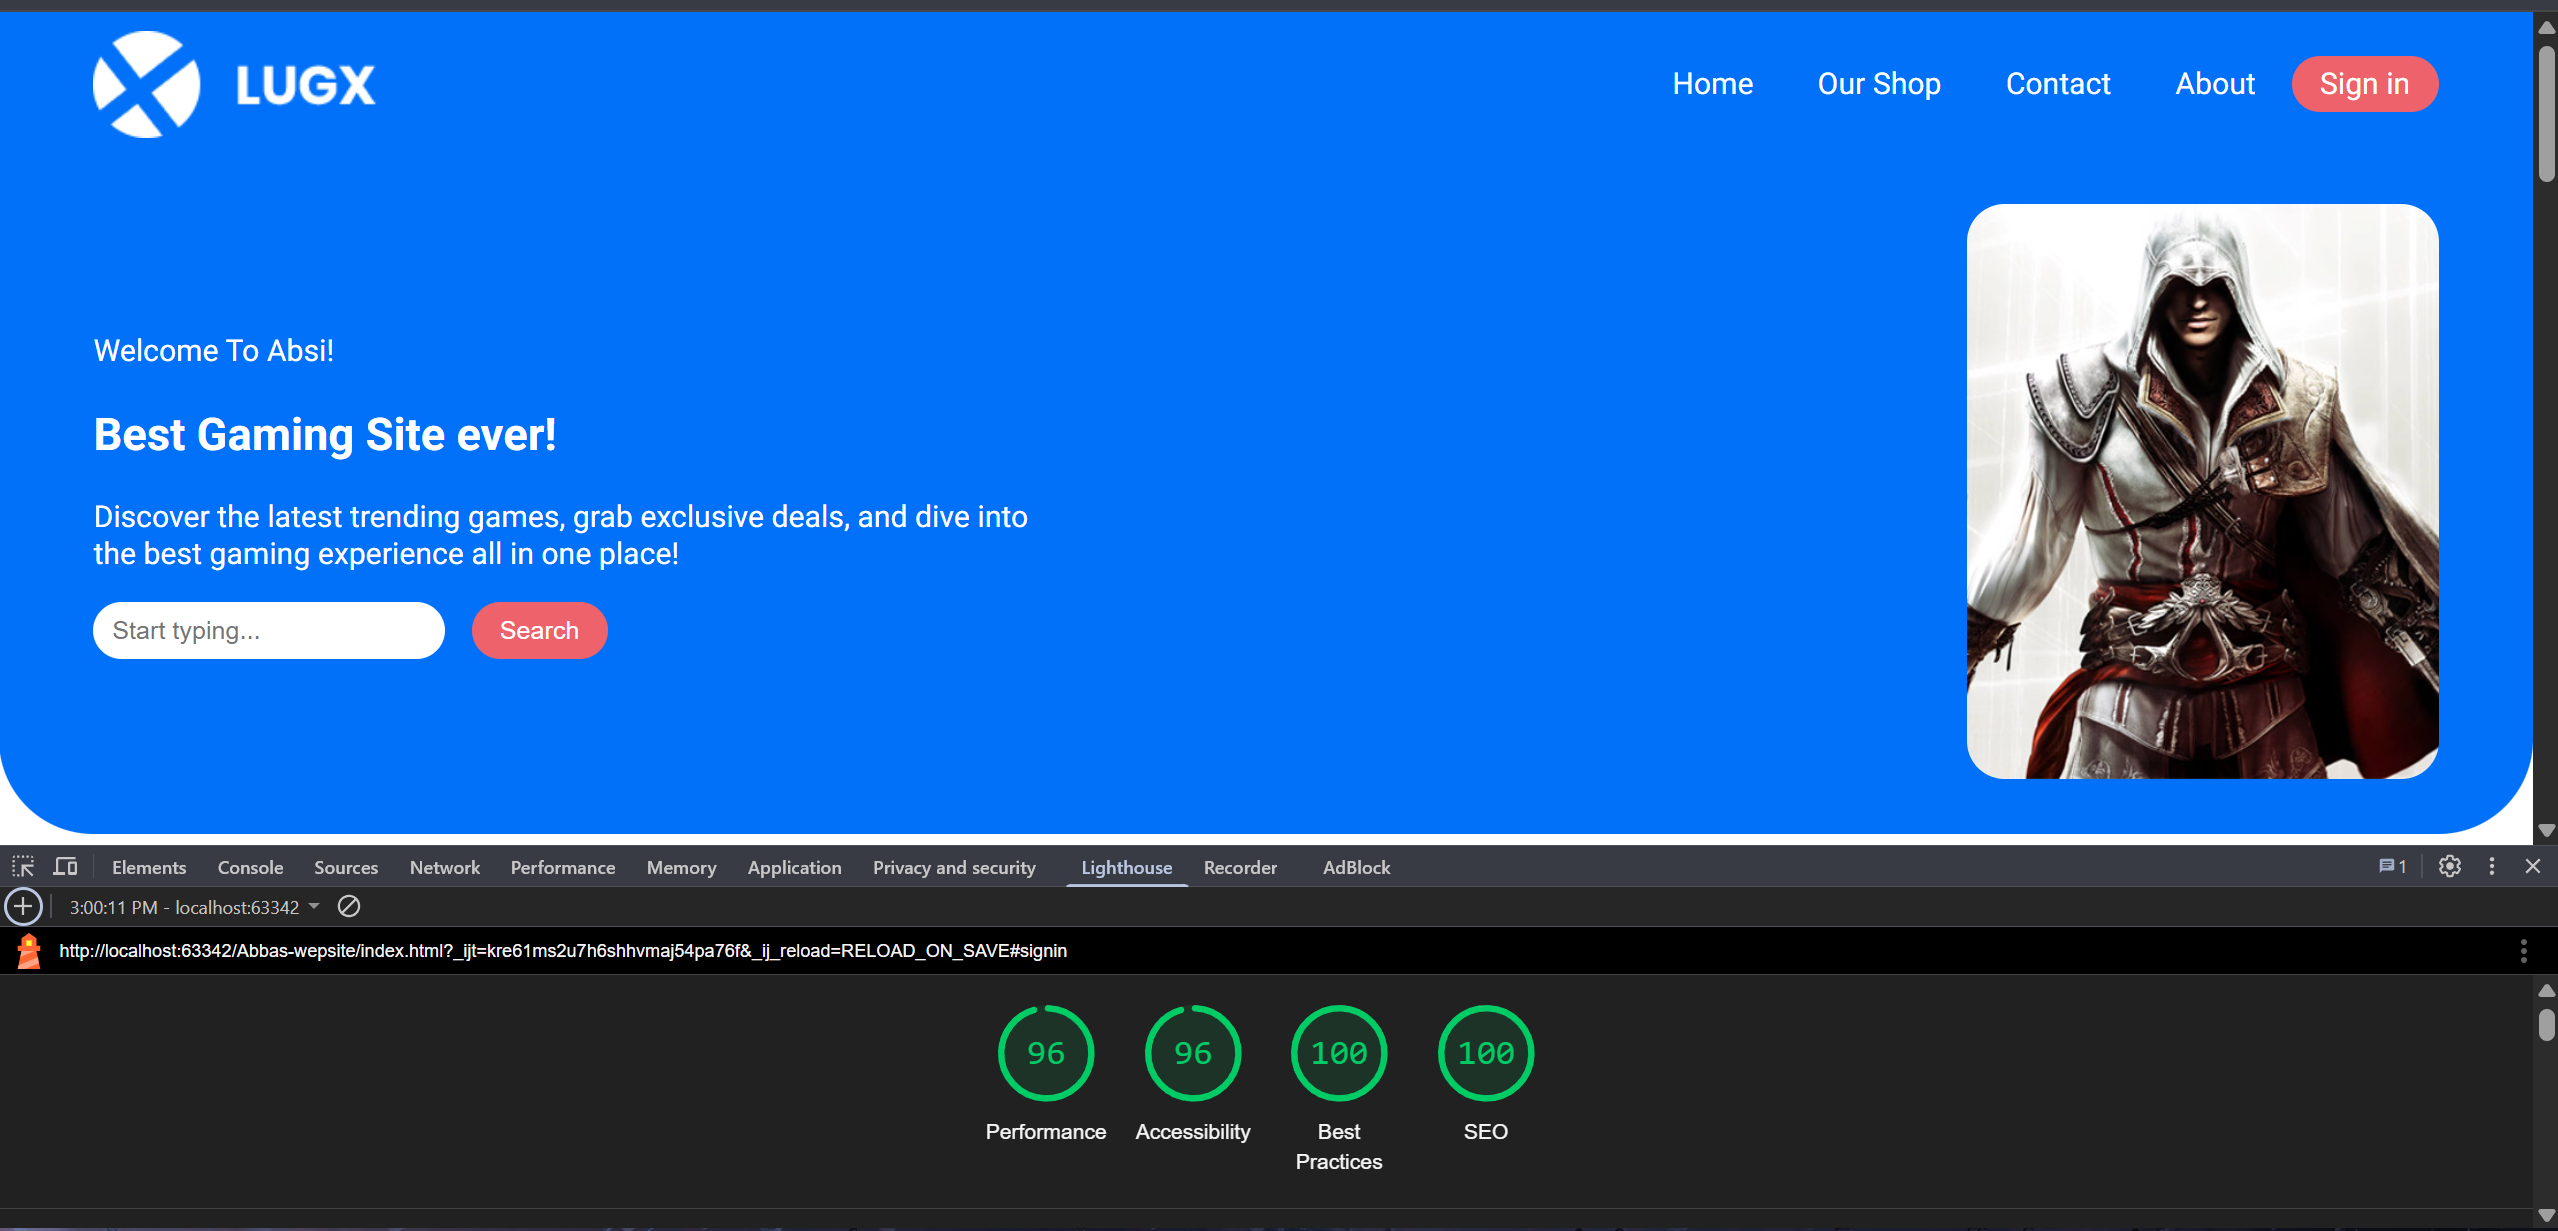 LUGX
Home Our Shop Contact About Sign in
Welcome To Absi!
Best Gaming Site ever!
Discover the latest trending games, grab exclusive deals, and dive into
the best gaming experience all in one place!
Start typing... Search
Elements Console Sources Network Performance Memory Application Privacy and security Lighthouse Recorder AdBlock 1
3:00:11 PM - localhost:63342
http://localhost:63342/Abbas-wepsite/index.html?_ijt=kre61ms2u7h6shhvmaj54pa76f&_ij_reload=RELOAD_ON_SAVE#signin
96 96 100 100
Performance Accessibility Best SEO
Practices